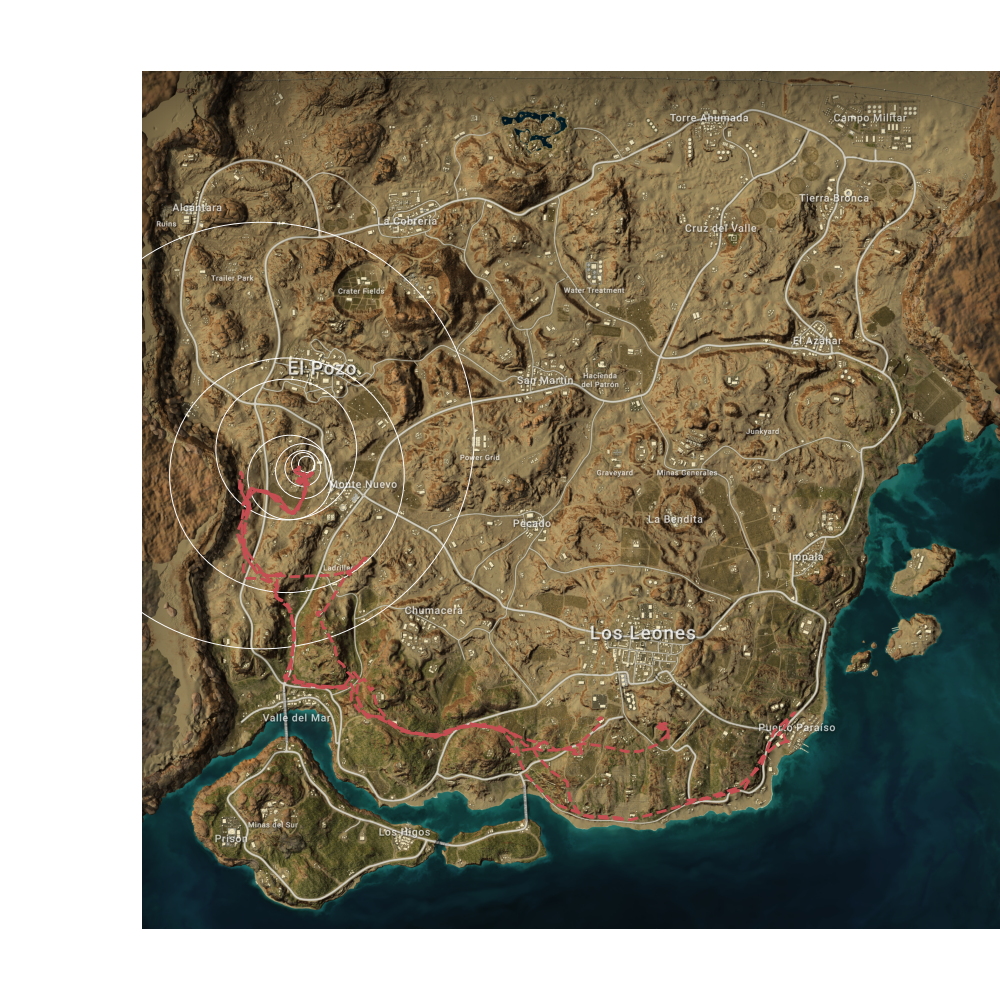 Torre Ahumada
Campo Militar
Alcantara
Ruins
La Cobreria
Tierra Bronca
Cruz del Valle
Trailer Park
Crater Fields
Water Treatment
El Pozo
El Azahar
San Martin
Hacienda
del Patrón
Junkyard
Power Grid
Graveyard
Minas Generales
Monte Nuevo
La Bendita
Pecado
Impala
Ladrillera
Chumacera
Los Leones
Valle del Mar
Puerto Paraiso
Minas del Sur
Prison
Los Higos